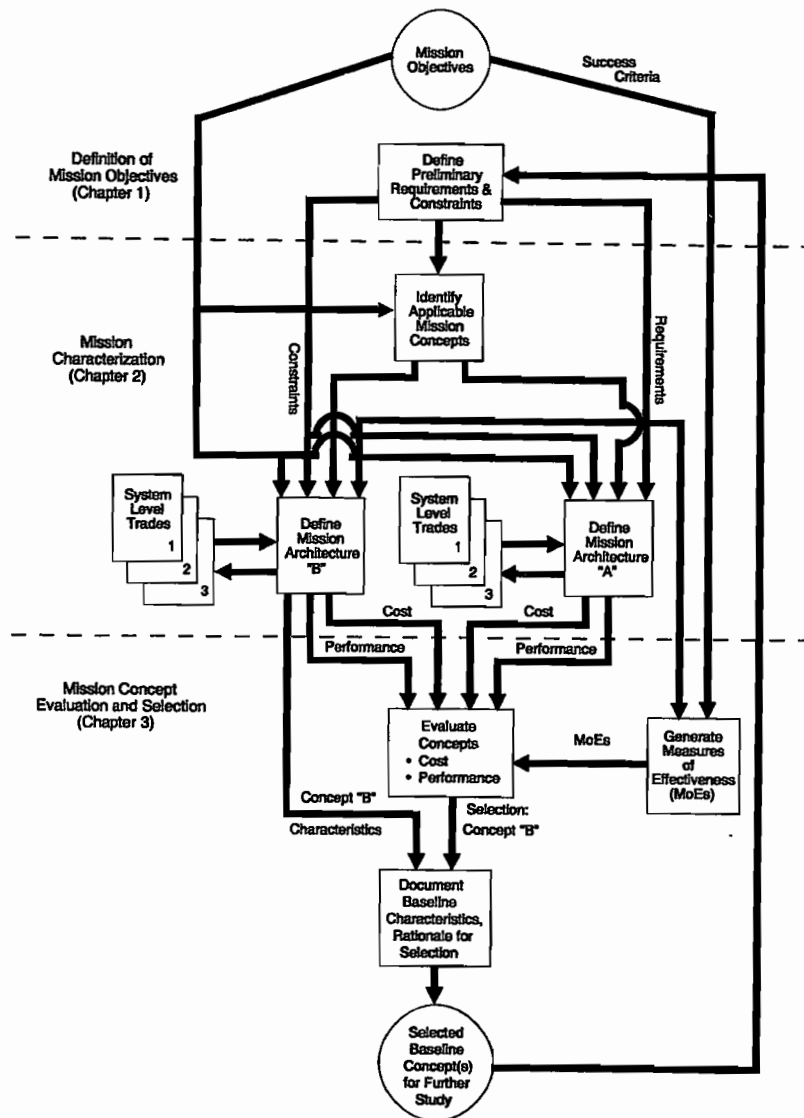 Mission
Objectives
Success
Criteria
Definition of
Mission Objectives
(Chapter 1)
Define
Preliminary
Requirements &
Constraints
Identify
Applicable
Mission
Concepts
Mission
Characterization
(Chapter 2)
Constraints
Requirements
System
Level
Trades
1
2
3
Define
Mission
Architecture
"B"
System
Level
Trades
1
2
3
Define
Mission
Architecture
"A"
Cost
Cost
Performance
Performance
Mission Concept
Evaluation and Selection
(Chapter 3)
Evaluate
Concepts
• Cost
• Performance
MoEs
Generate
Measures
of
Effectiveness
(MoEs)
Concept "B"
Characteristics
Selection:
Concept "B"
Document
Baseline
Characteristics,
Rationale for
Selection
Selected
Baseline
Concept(s)
for Further
Study